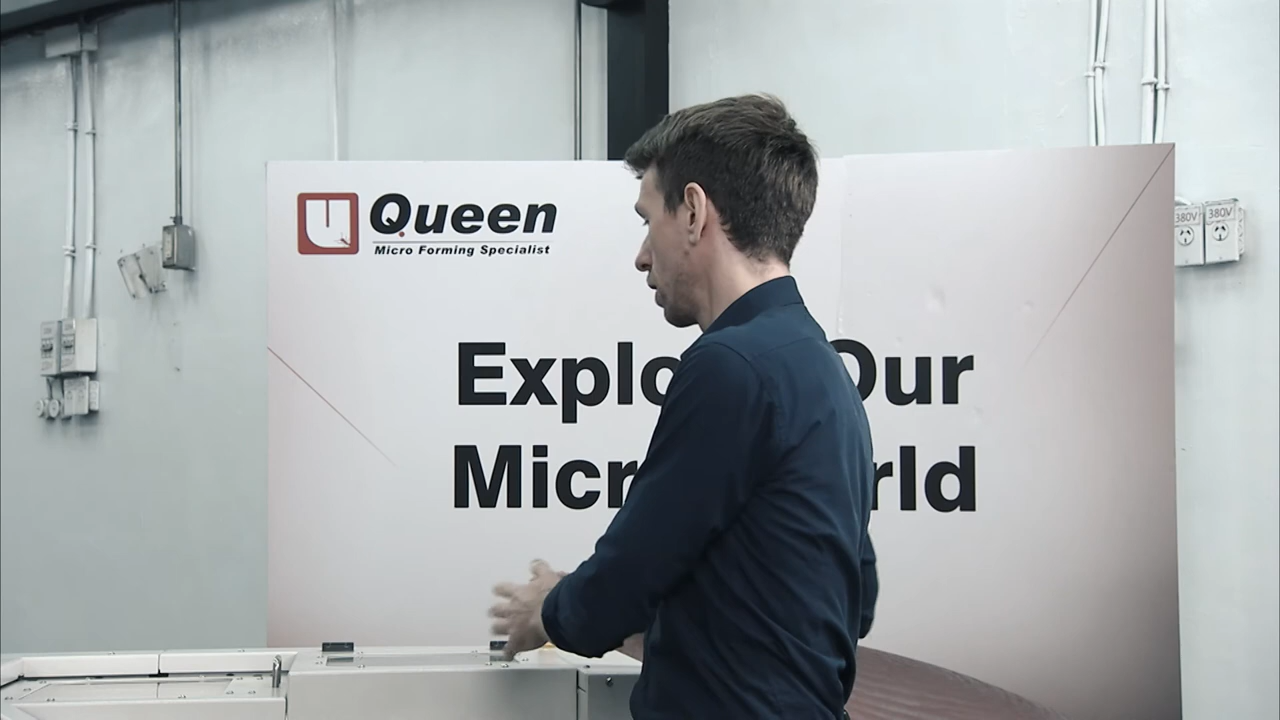 Queen
Micro Forming Specialist
Explo Our
Micr rld
380V 380V